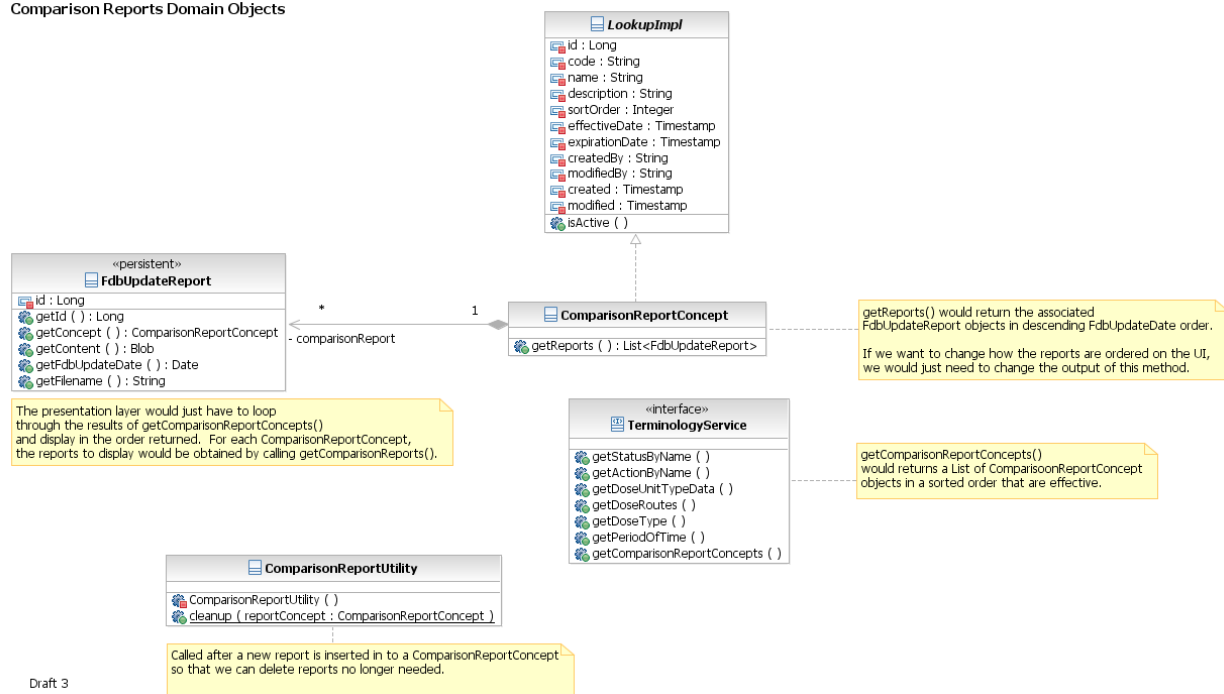 Comparison Reports Domain Objects
LookupImpl
id : Long
code : String
name : String
description : String
sortOrder : Integer
effectiveDate : Timestamp
expirationDate : Timestamp
createdBy : String
modifiedBy : String
created : Timestamp
modified : Timestamp
isActive ( )
«persistent»
FdbUpdateReport
id : Long
getId ( ) : Long
getConcept ( ) : ComparisonReportConcept
getContent ( ) : Blob
getFdbUpdateDate ( ) : Date
getFilename ( ) : String
*
1
- comparisonReport
ComparisonReportConcept
getReports ( ) : List<FdbUpdateReport>
getReports() would return the associated
FdbUpdateReport objects in descending FdbUpdateDate order.
If we want to change how the reports are ordered on the UI,
we would just need to change the output of this method.
The presentation layer would just have to loop
through the results of getComparisonReportConcepts()
and display in the order returned. For each ComparisonReportConcept,
the reports to display would be obtained by calling getComparisonReports().
«interface»
TerminologyService
getStatusByName ( )
getActionByName ( )
getDoseUnitTypeData ( )
getDoseRoutes ( )
getDoseType ( )
getPeriodOfTime ( )
getComparisonReportConcepts ( )
getComparisonReportConcepts()
would returns a List of ComparisoonReportConcept
objects in a sorted order that are effective.
ComparisonReportUtility
ComparisonReportUtility ( )
cleanup ( reportConcept : ComparisonReportConcept )
Called after a new report is inserted in to a ComparisonReportConcept
so that we can delete reports no longer needed.
Draft 3